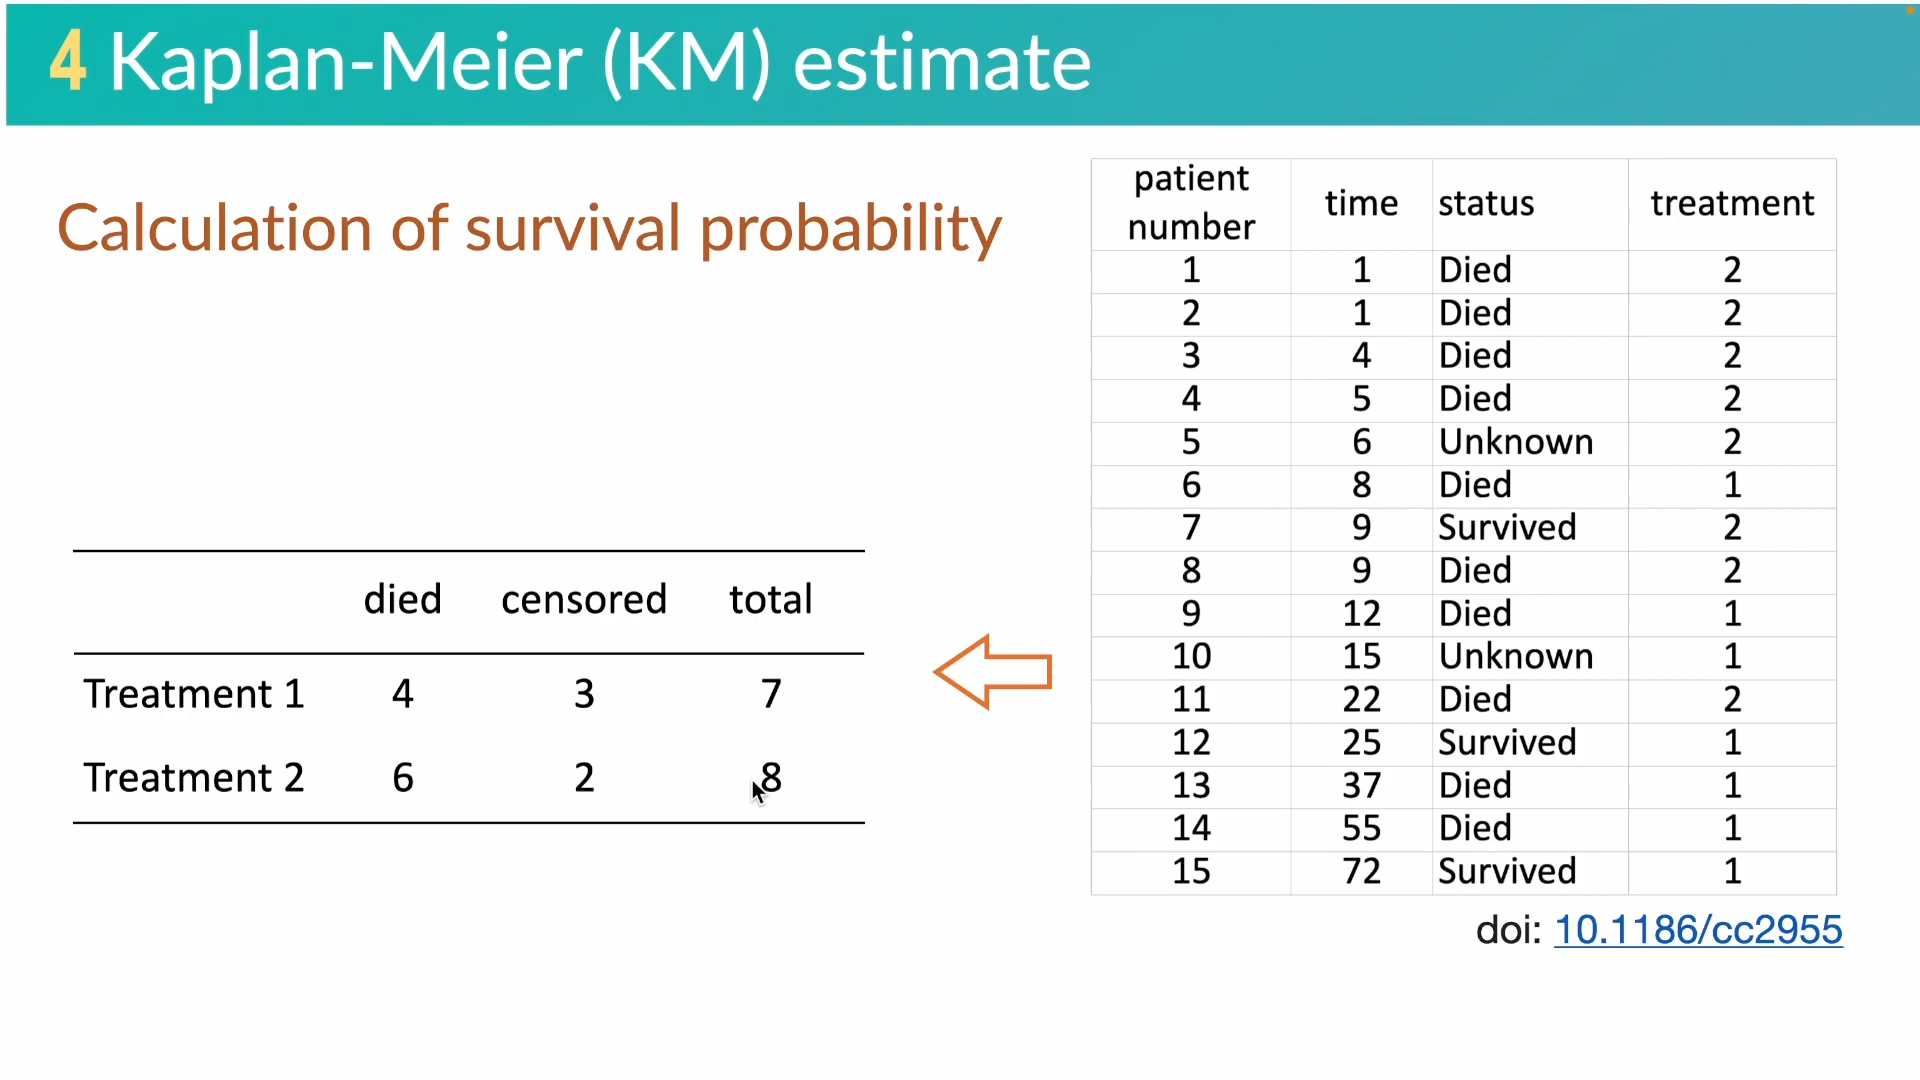 4 Kaplan-Meier (KM) estimate
Calculation of survival probability
died censored total
Treatment 1 4 3 7
Treatment 2 6 2 8
patient
number time status treatment
1 1 Died 2
2 1 Died 2
3 4 Died 2
4 5 Died 2
5 6 Unknown 2
6 8 Died 1
7 9 Survived 2
8 9 Died 2
9 12 Died 1
10 15 Unknown 1
11 22 Died 2
12 25 Survived 1
13 37 Died 1
14 55 Died 1
15 72 Survived 1
doi: 10.1186/cc2955